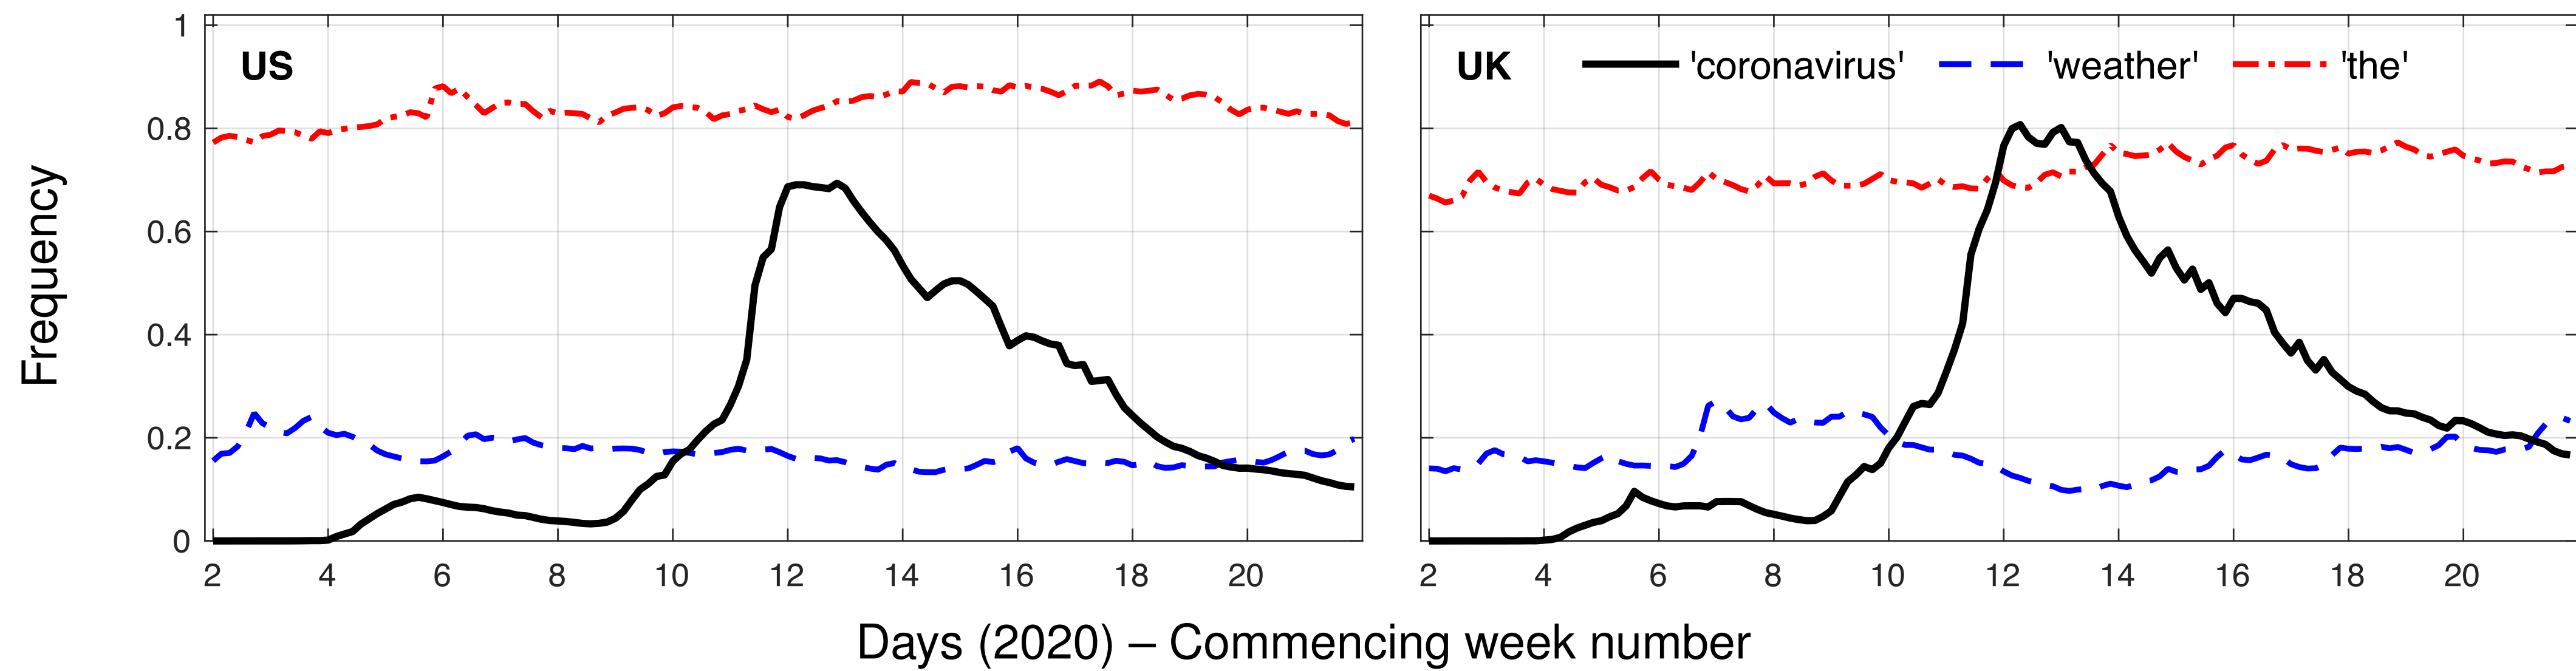 US
UK 'coronavirus' 'weather' 'the'
Frequency
1
0.8
0.6
0.4
0.2
0
2 4 6 8 10 12 14 16 18 20
2 4 6 8 10 12 14 16 18 20
Days (2020) – Commencing week number